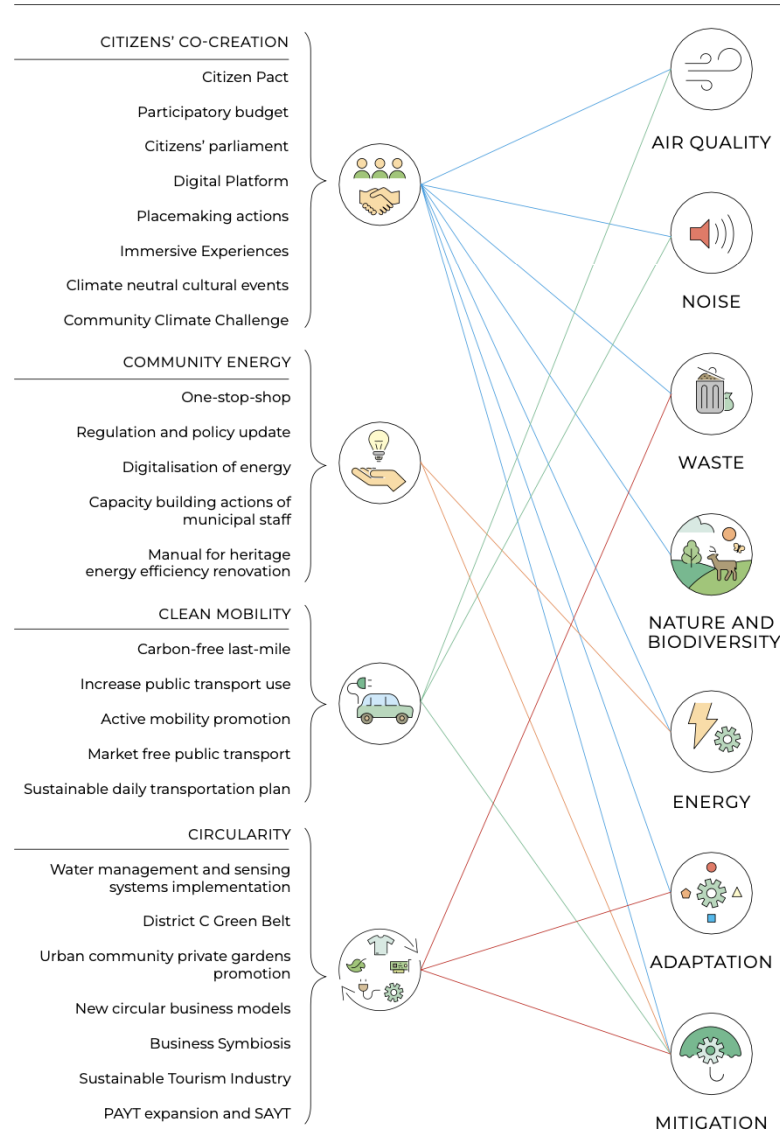 CITIZENS' CO-CREATION
Citizen Pact
Participatory budget
Citizens' parliament
Digital Platform
Placemaking actions
Immersive Experiences
Climate neutral cultural events
Community Climate Challenge
COMMUNITY ENERGY
One-stop-shop
Regulation and policy update
Digitalisation of energy
Capacity building actions of
municipal staff
Manual for heritage
energy efficiency renovation
CLEAN MOBILITY
Carbon-free last-mile
Increase public transport use
Active mobility promotion
Market free public transport
Sustainable daily transportation plan
CIRCULARITY
Water management and sensing
systems implementation
District C Green Belt
Urban community private gardens
promotion
New circular business models
Business Symbiosis
Sustainable Tourism Industry
PAYT expansion and SAYT
AIR QUALITY
NOISE
WASTE
NATURE AND
BIODIVERSITY
ENERGY
ADAPTATION
MITIGATION